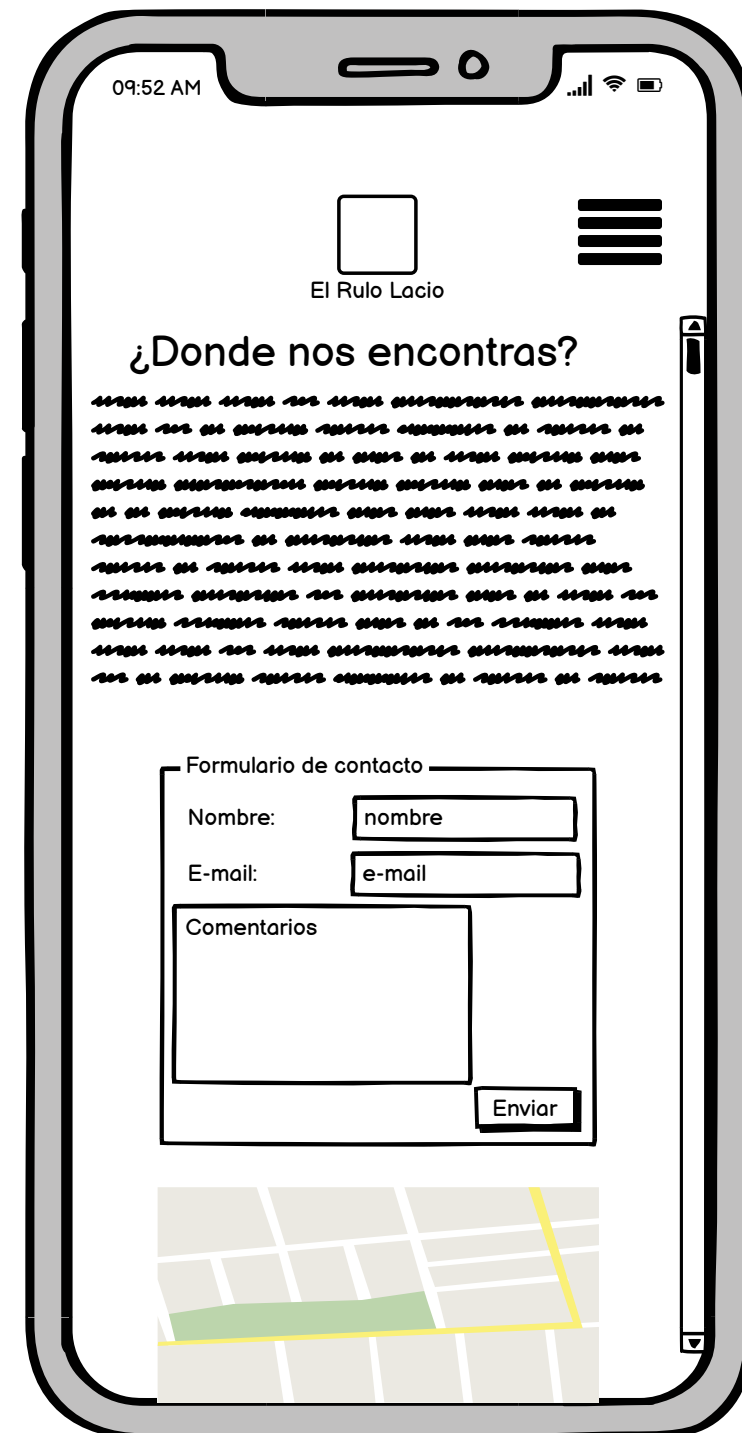 09:52 AM
El Rulo Lacio
¿Donde nos encontras?
Formulario de contacto
Nombre:
nombre
E-mail:
e-mail
Comentarios
Enviar